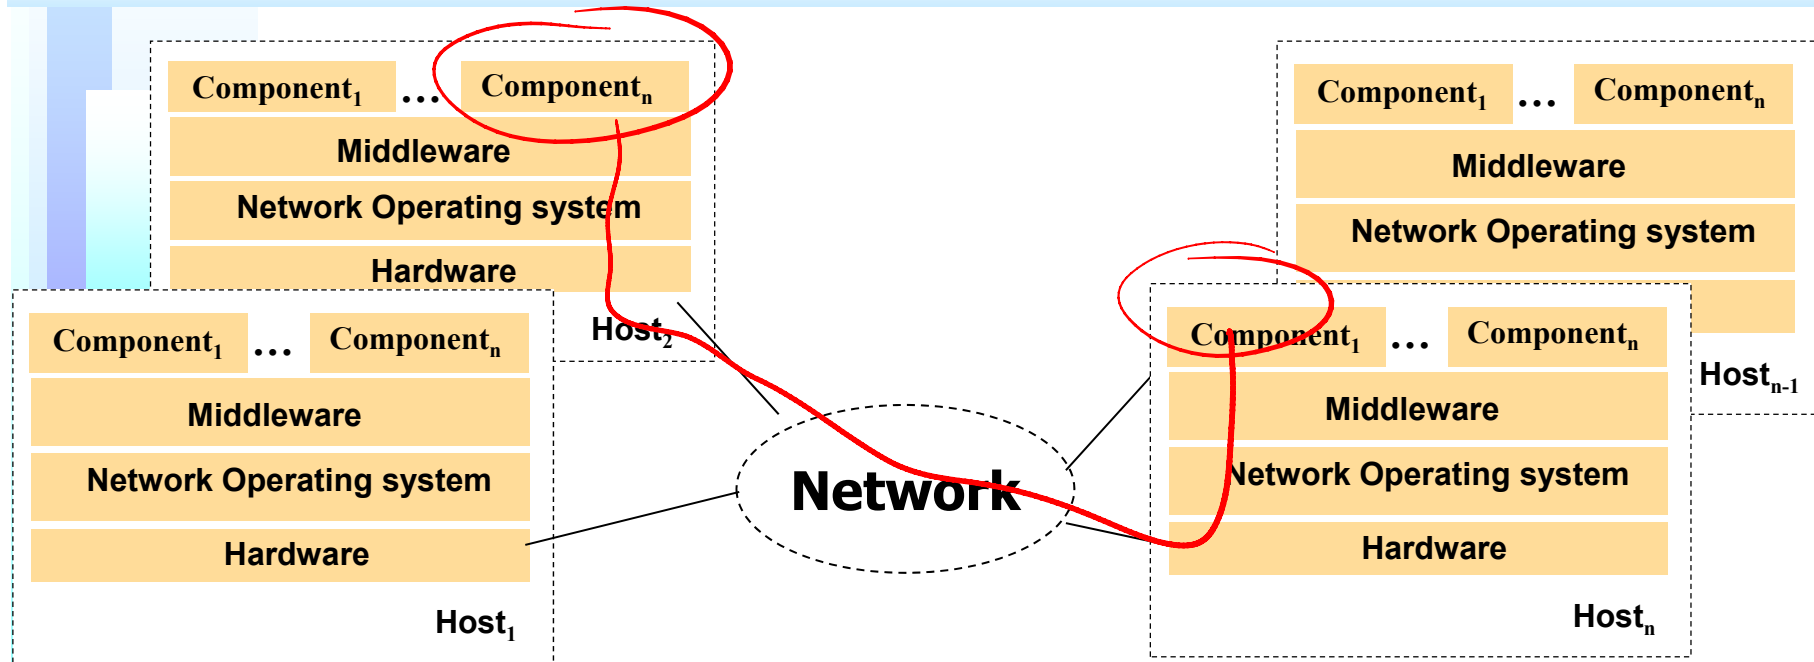 Component1 ... Componentn
Middleware
Network Operating system
Hardware
Host2
Component1 ... Componentn
Middleware
Network Operating system
Hardware
Host1
Network
Component1 ... Componentn
Middleware
Network Operating system
Hostn-1
Component1 ... Componentn
Middleware
Network Operating system
Hardware
Hostn